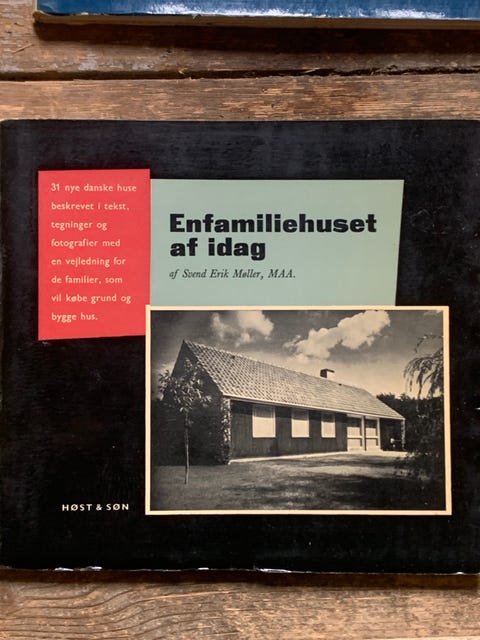 31 nye danske huse
beskrevet i tekst,
tegninger og
fotografier med
en vejledning for
de familier, som
vil købe grund og
bygge hus.
Enfamiliehuset
af idag
af Svend Erik Møller, MAA.
HØST & SØN